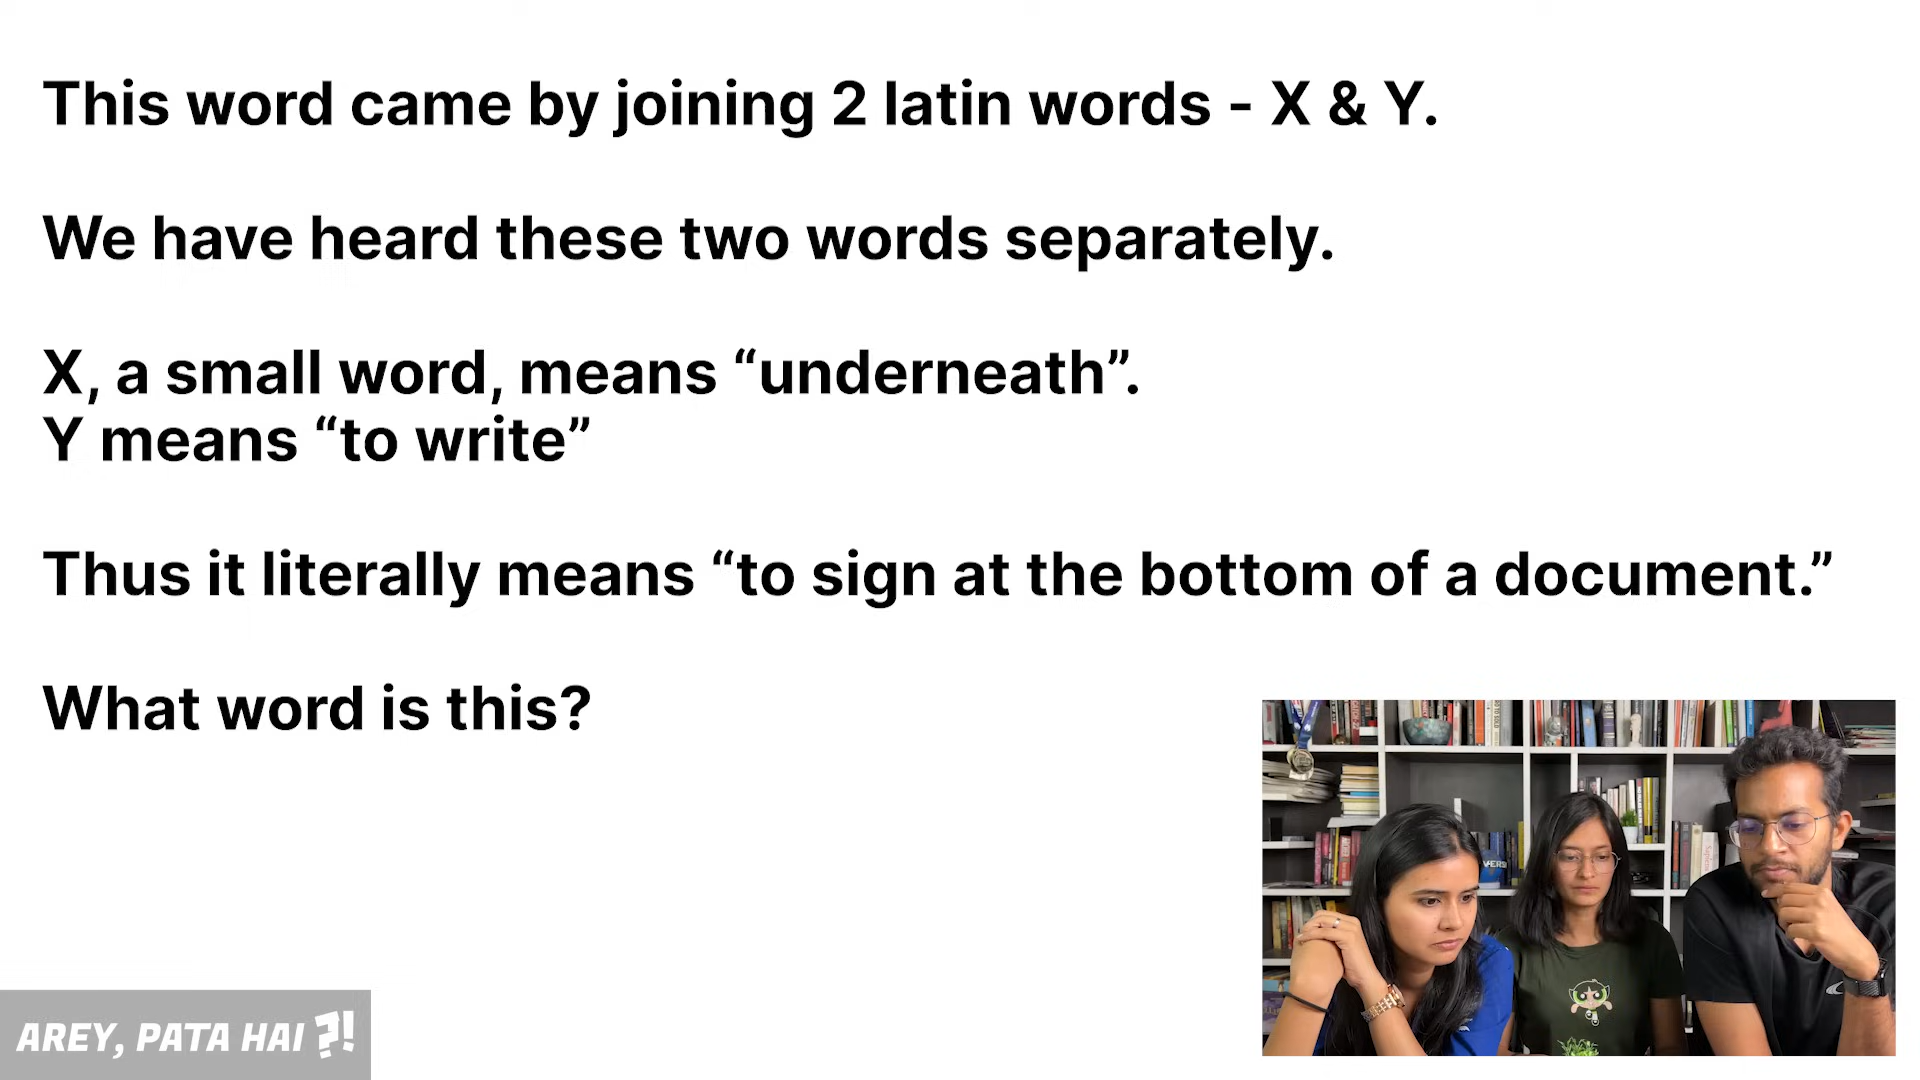 This word came by joining 2 latin words - X & Y.
We have heard these two words separately.
X, a small word, means “underneath”.
Y means “to write”
Thus it literally means “to sign at the bottom of a document.”
What word is this?
AREY, PATA HAI ?!